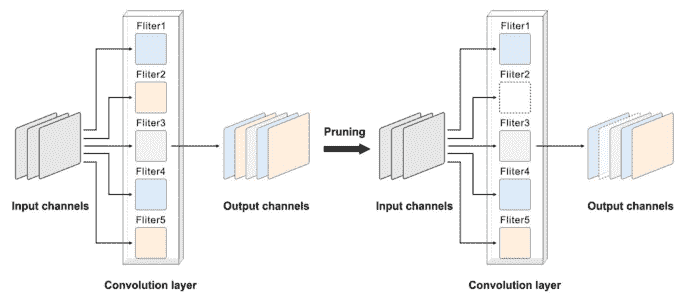 Fliter1
Fliter2
Fliter3
Fliter4
Fliter5
Input channels
Output channels
Convolution layer
Pruning
Fliter1
Fliter2
Fliter3
Fliter4
Fliter5
Input channels
Output channels
Convolution layer